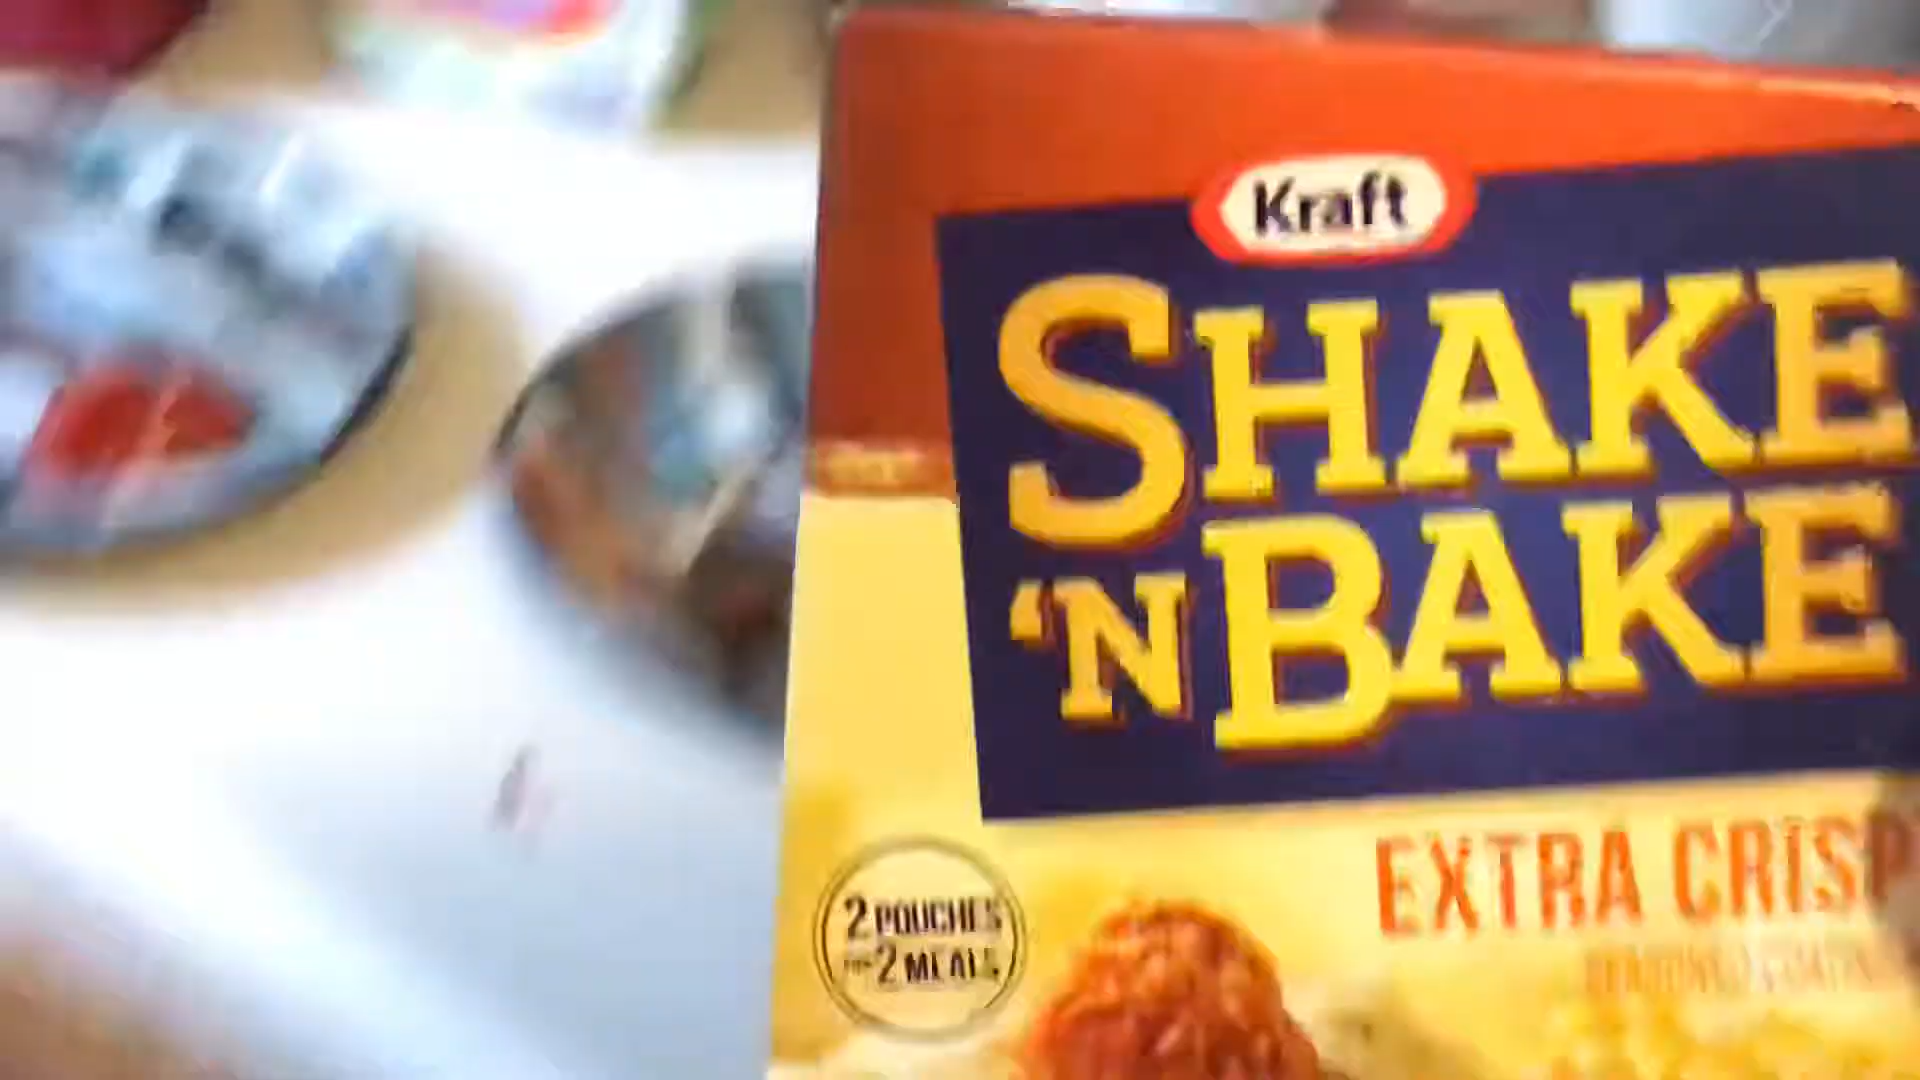 Kraft
SHAKE
'N BAKE
EXTRA CRISP
2 POUCHES
2 MEALS